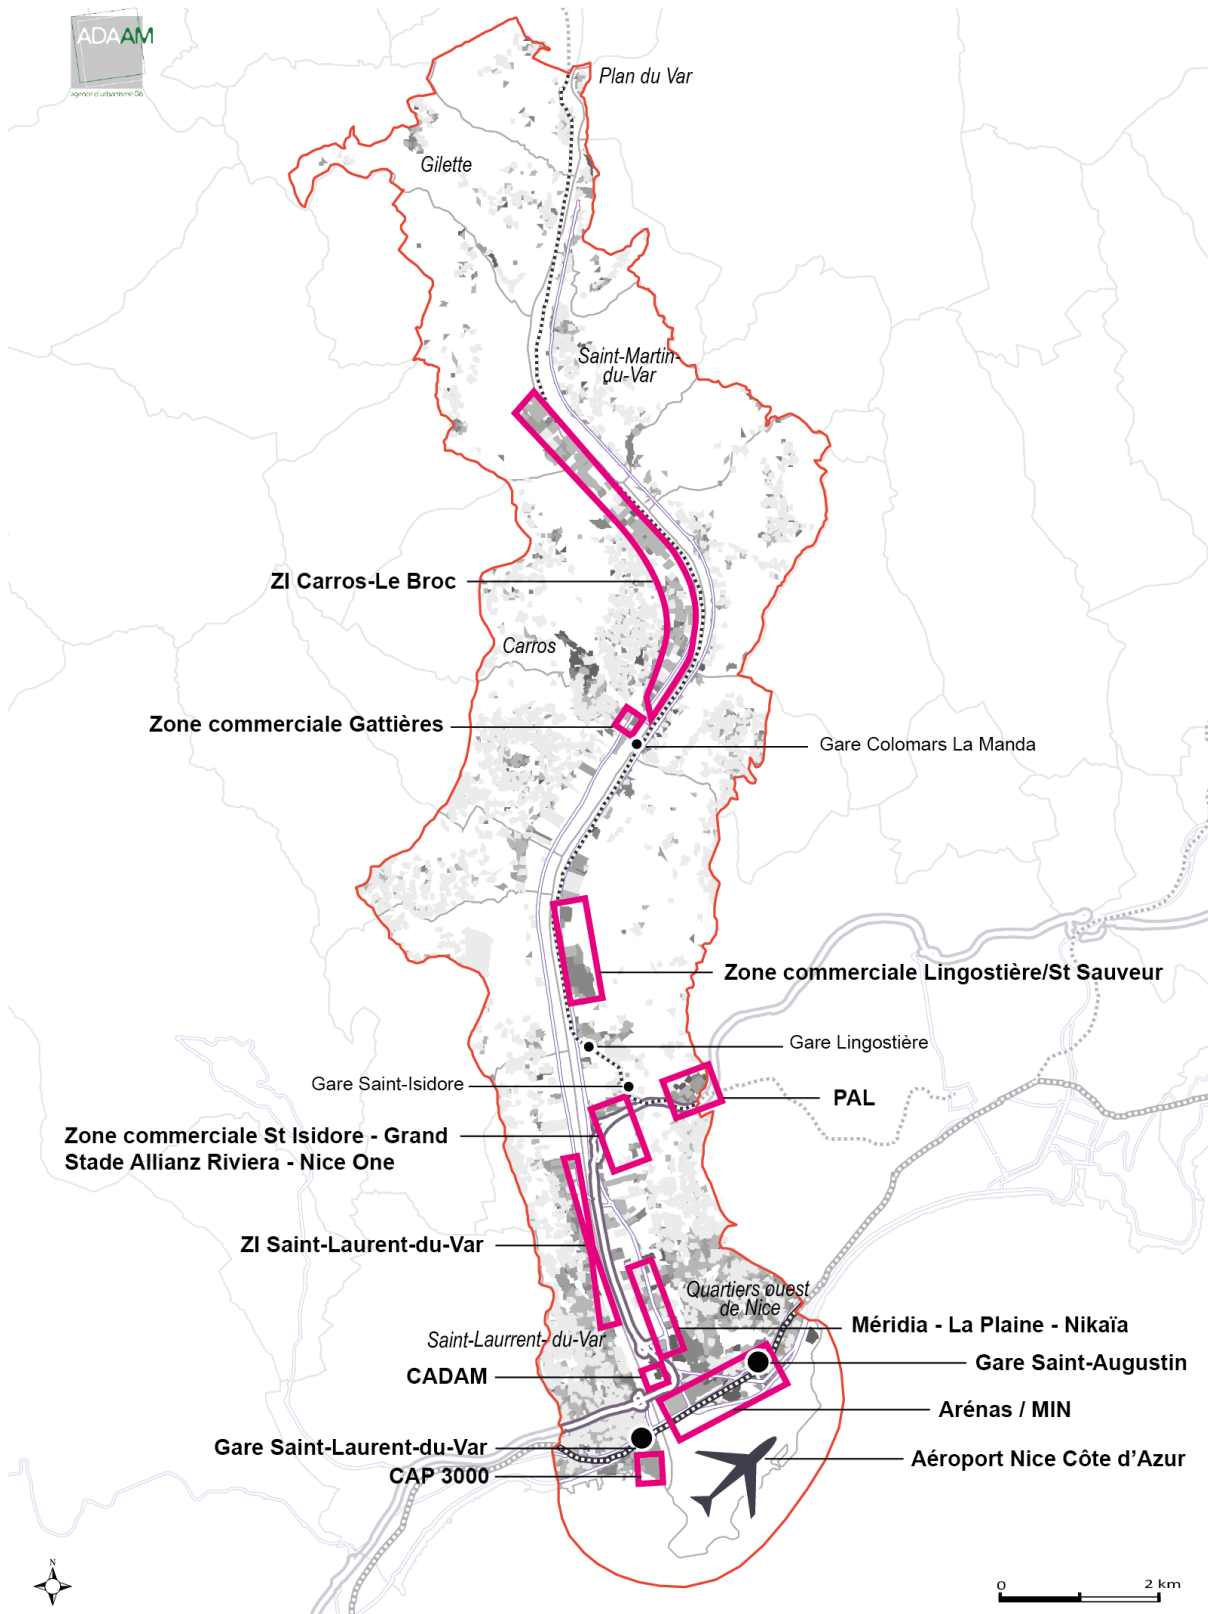 ADAAM
agence d'urbanisme 06
Plan du Var
Gilette
Saint-Martin-
du-Var
ZI Carros-Le Broc
Carros
Zone commerciale Gattières
Gare Colomars La Manda
Zone commerciale Lingostière/St Sauveur
Gare Lingostière
Gare Saint-Isidore
PAL
Zone commerciale St Isidore - Grand
Stade Allianz Riviera - Nice One
ZI Saint-Laurent-du-Var
Quartiers ouest
de Nice
Méridia - La Plaine - Nikaïa
Saint-Laurrent- du-Var
Gare Saint-Augustin
CADAM
Arénas / MIN
Gare Saint-Laurent-du-Var
Aéroport Nice Côte d'Azur
CAP 3000
N
0 2 km